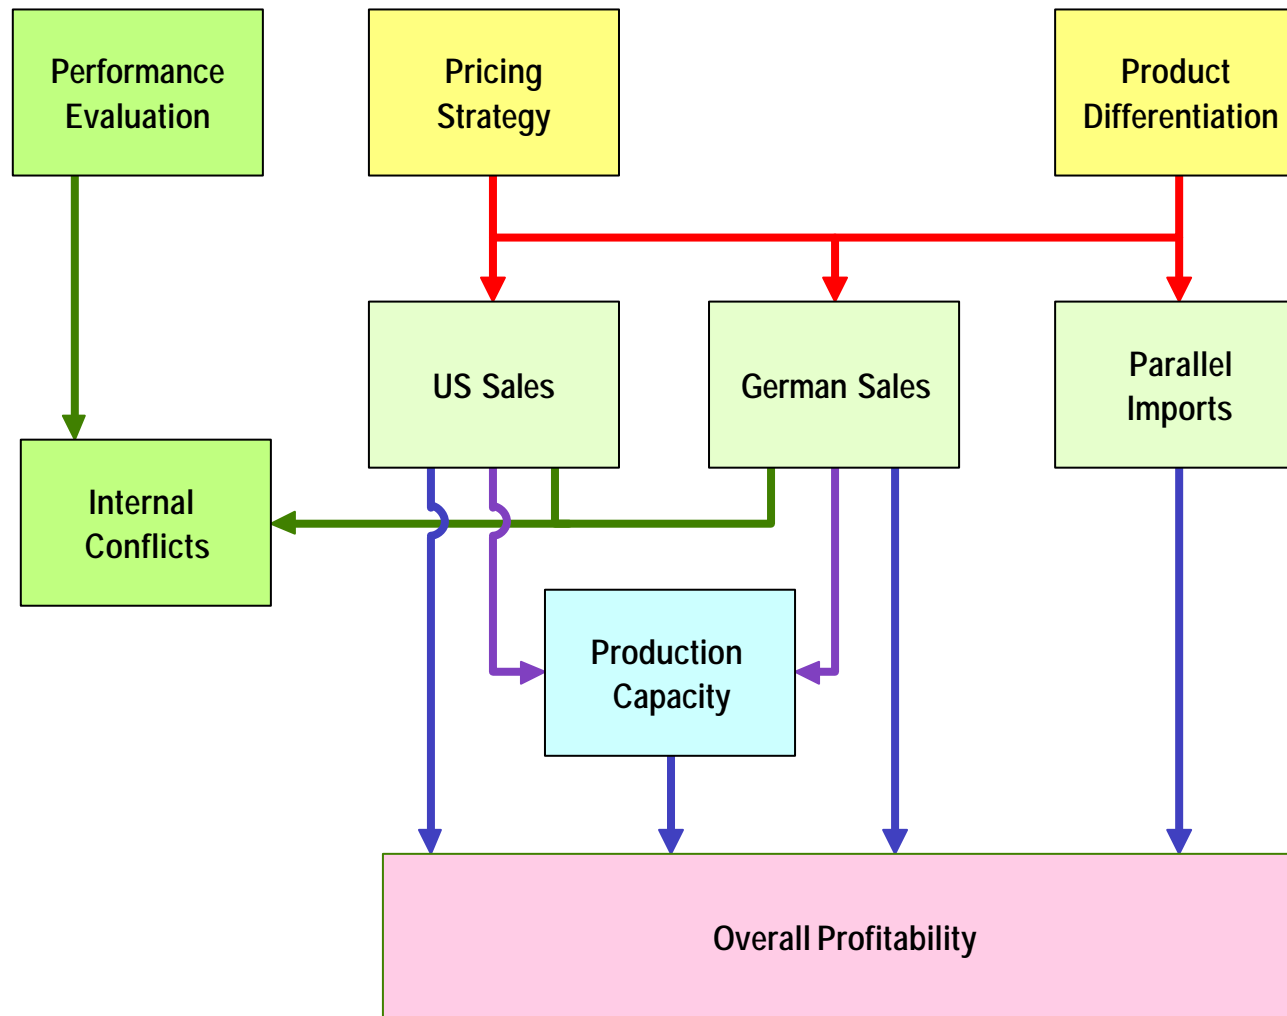 Performance
Evaluation
Pricing
Strategy
Product
Differentiation
US Sales
German Sales
Parallel
Imports
Internal
Conflicts
Production
Capacity
Overall Profitability